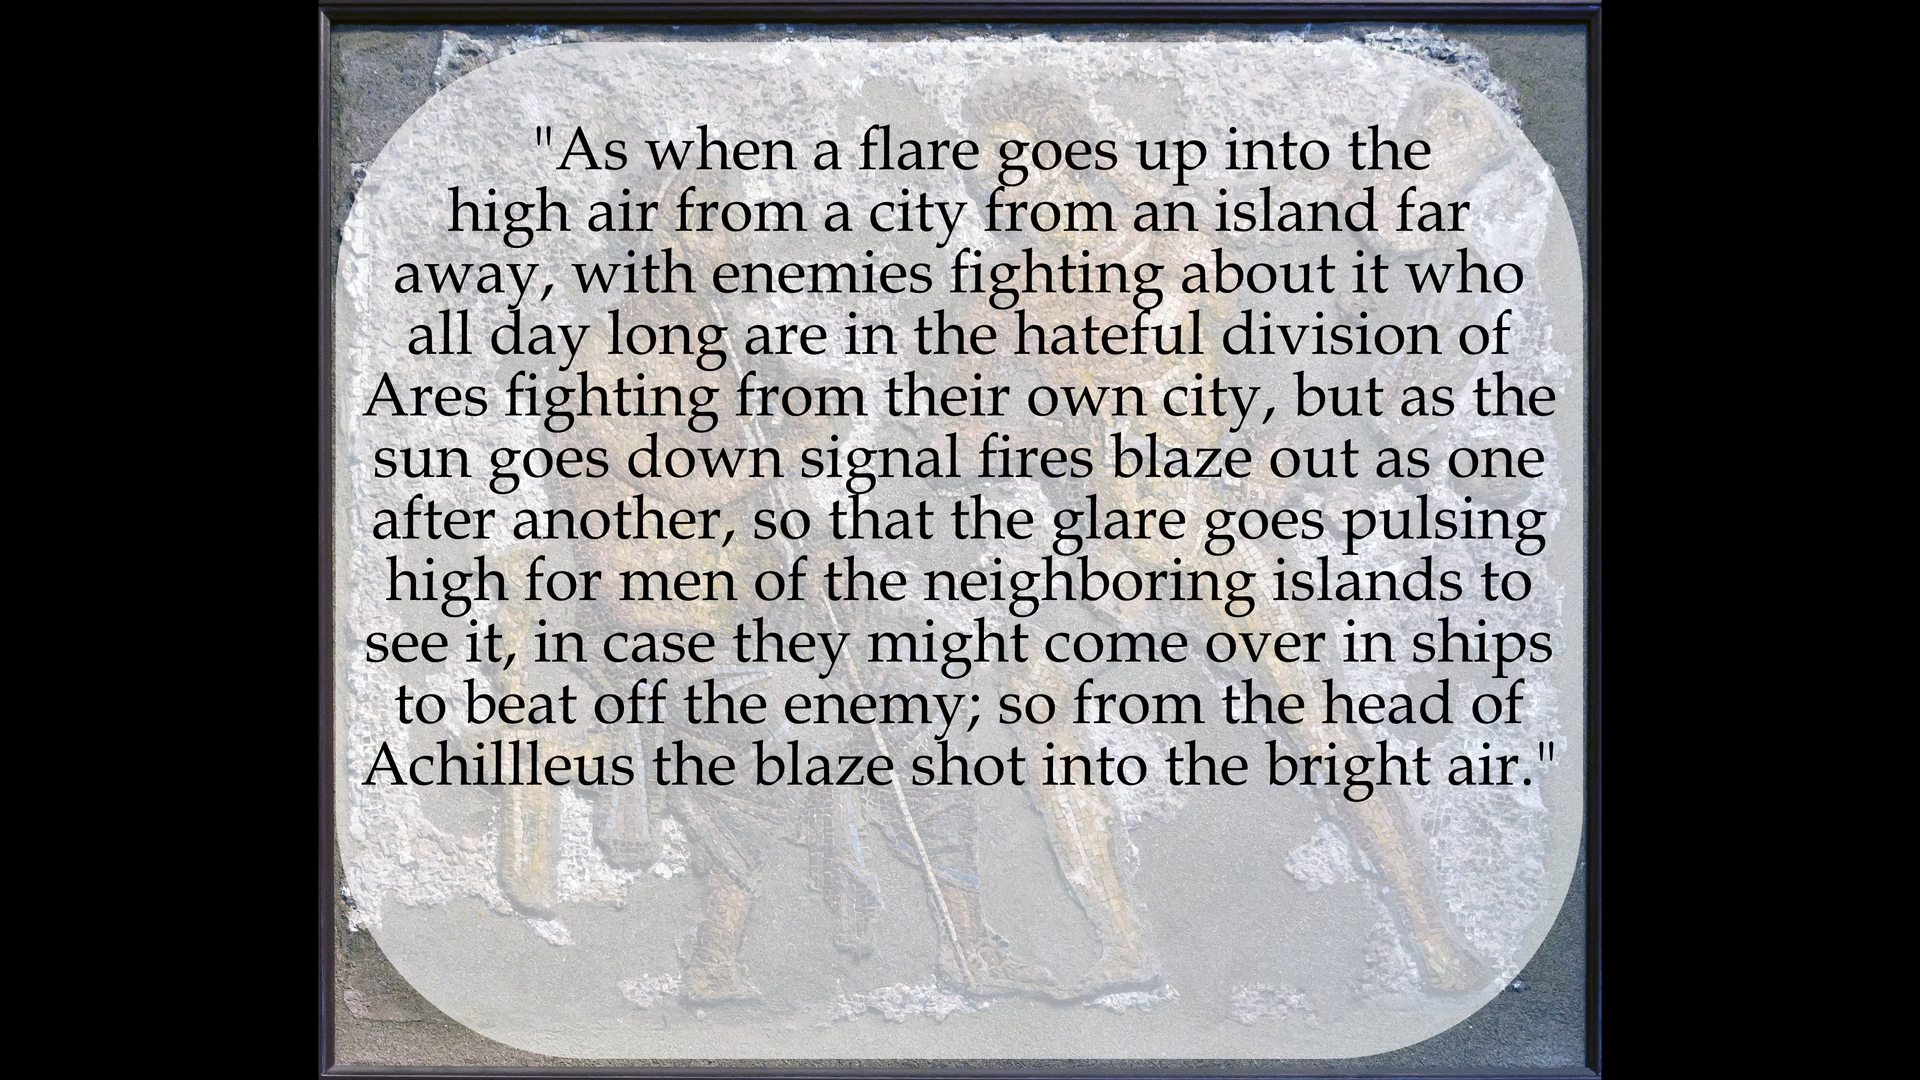 "As when a flare goes up into the
high air from a city from an island far
away, with enemies fighting about it who
all day long are in the hateful division of
Ares fighting from their own city, but as the
sun goes down signal fires blaze out as one
after another, so that the glare goes pulsing
high for men of the neighboring islands to
see it, in case they might come over in ships
to beat off the enemy; so from the head of
Achillleus the blaze shot into the bright air."